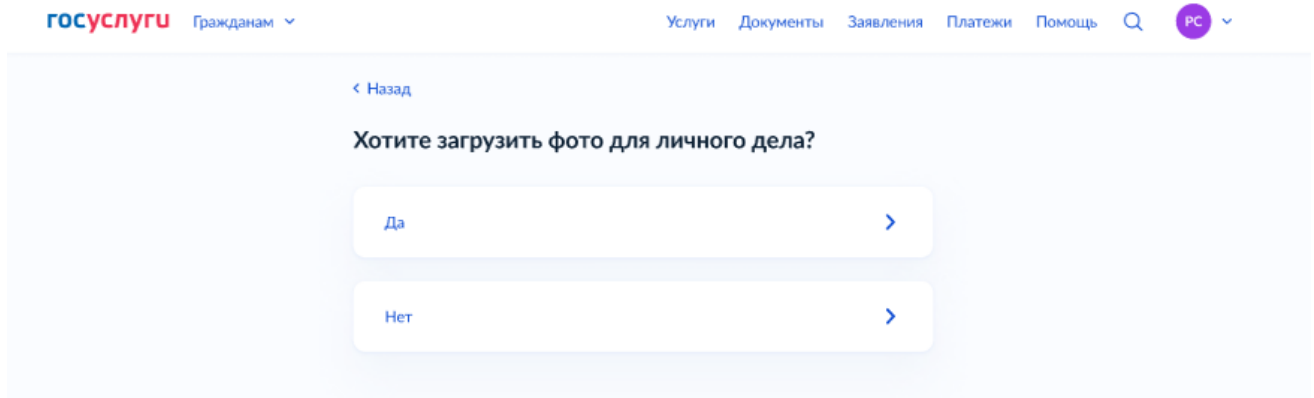 госуслуги Гражданам Услуги Документы Заявления Платежи Помощь РС
Назад
Хотите загрузить фото для личного дела?
Да
Нет